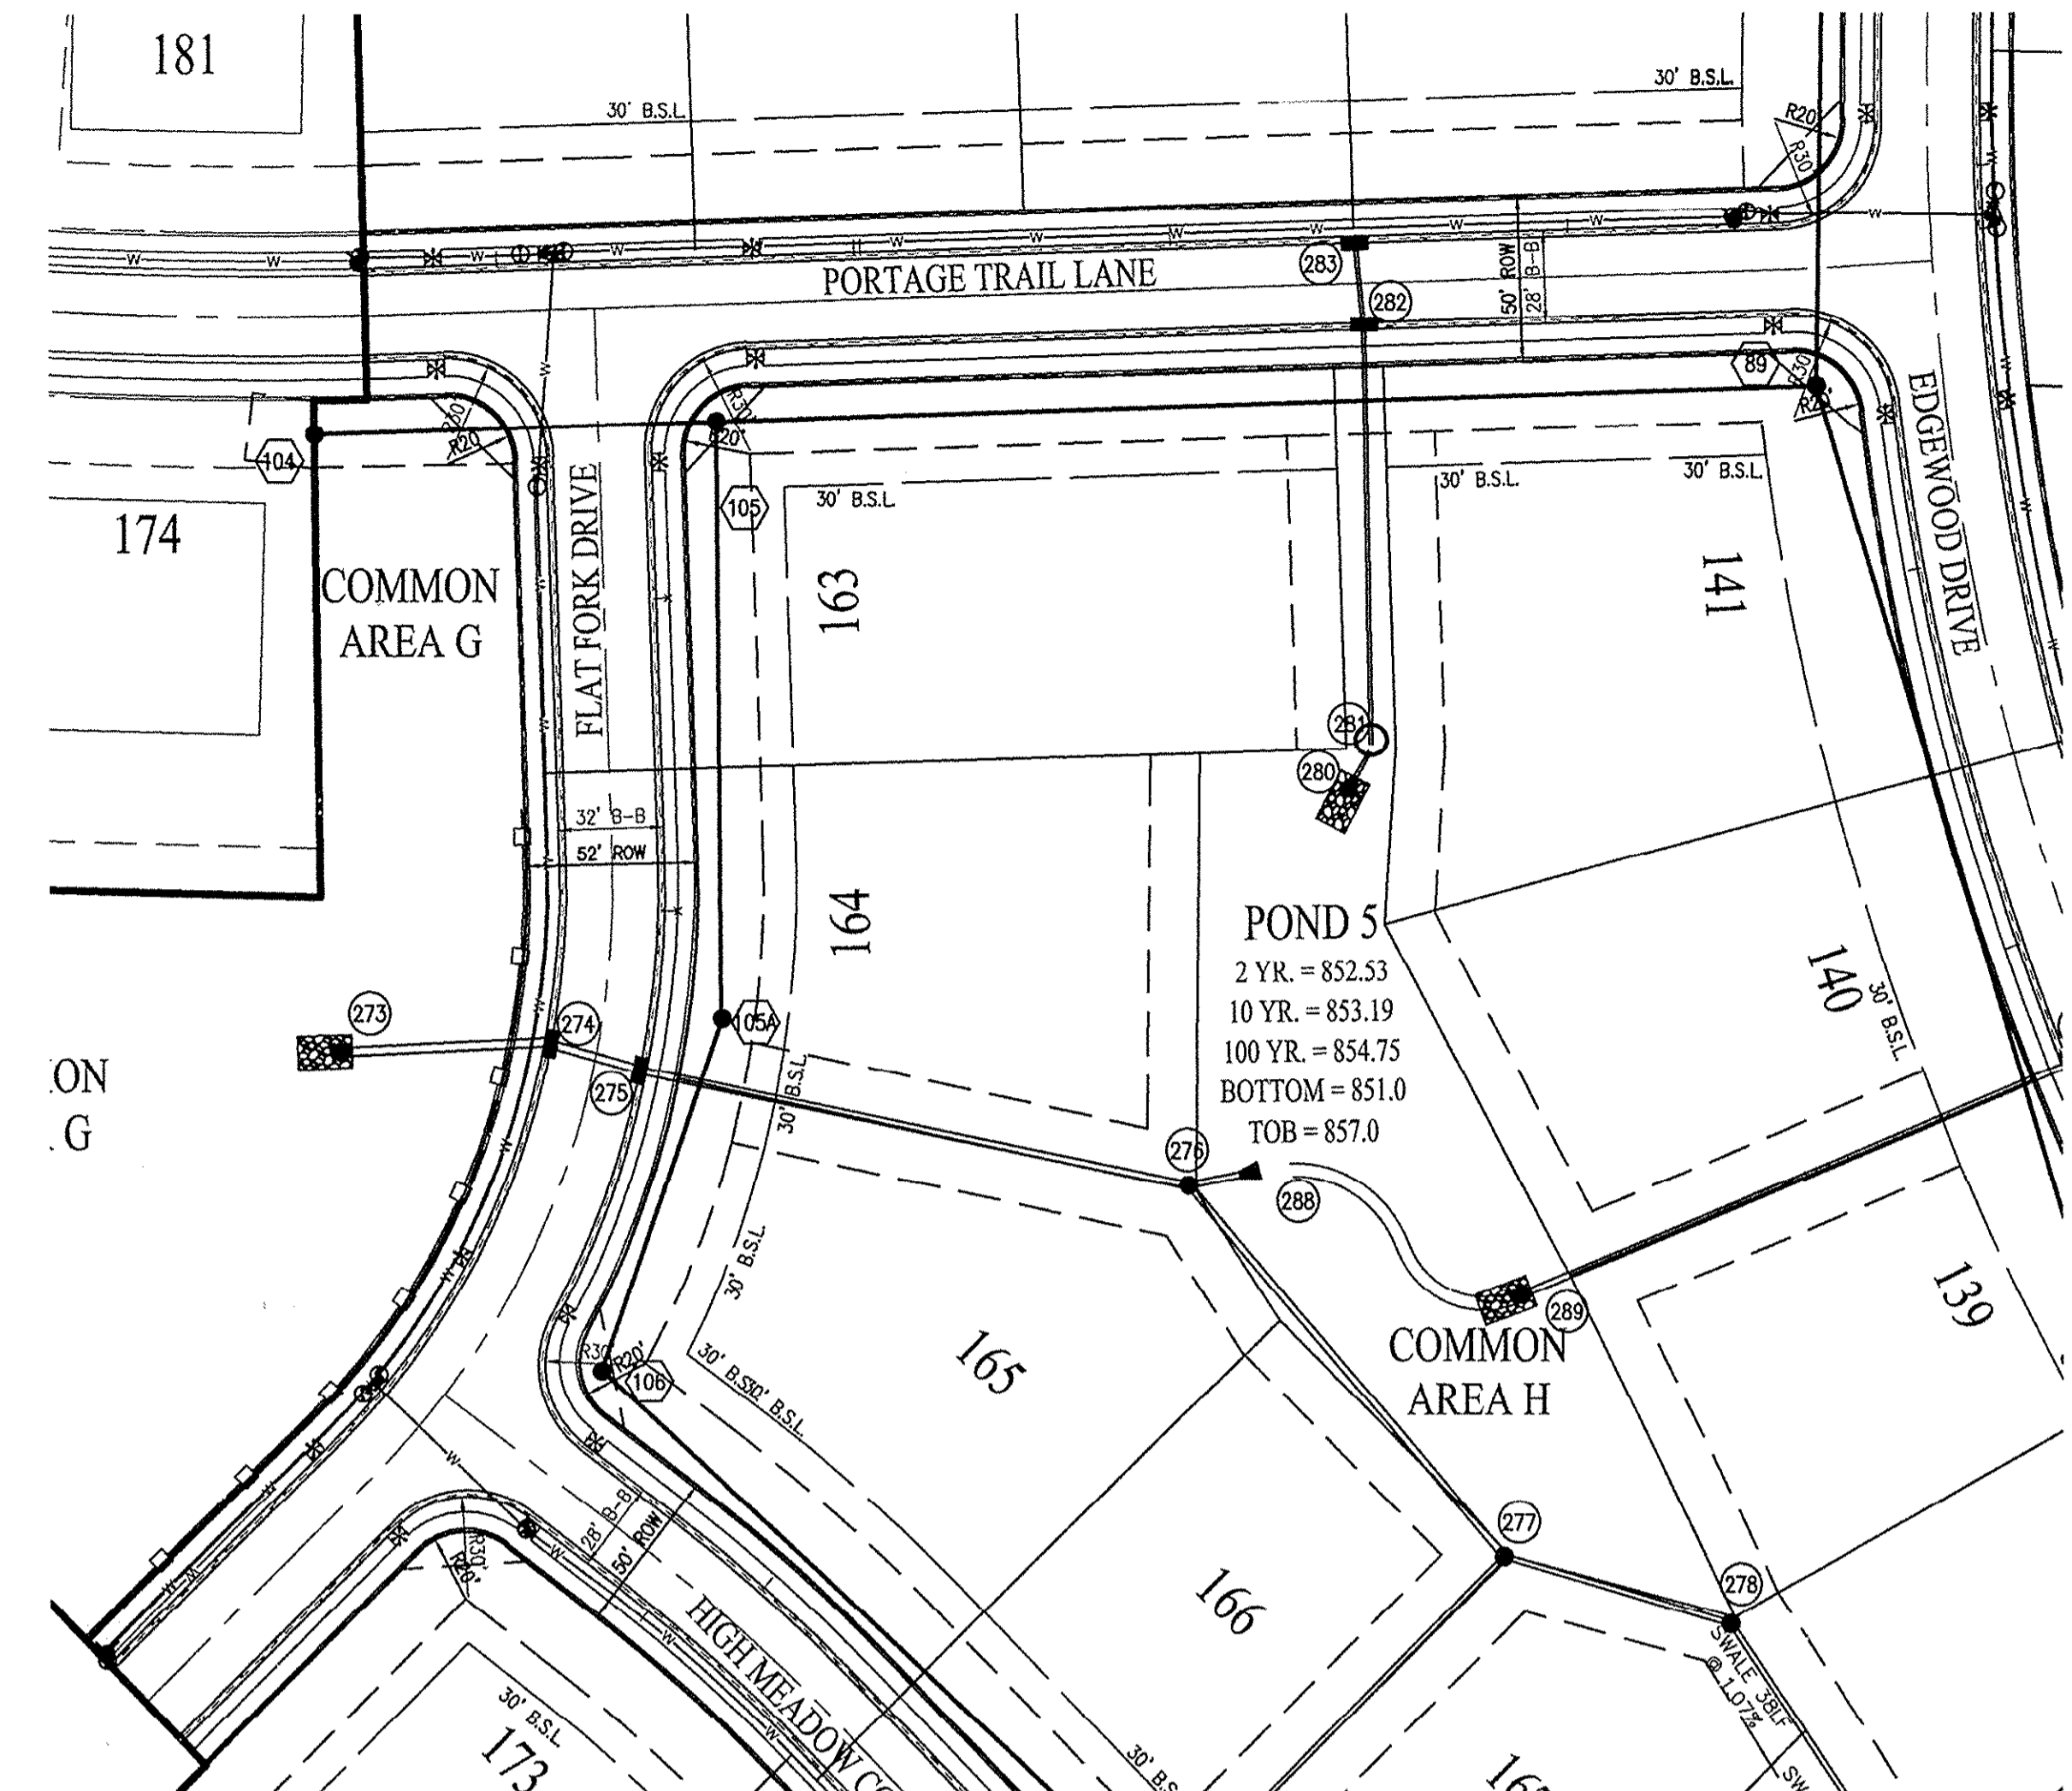 181
30' B.S.L.
30' B.S.L.
R20'
R30'
W W W W W W W W W W
PORTAGE TRAIL LANE
283
282
50' ROW
28' B-B
89
R30'
R20'
R30'
R20'
R20
104
174
COMMON
AREA G
FLAT FORK DRIVE
105
30' B.S.L.
30' B.S.L.
30' B.S.L.
EDGEWOOD DRIVE
163
141
281
280
32' B-B
52' ROW
164
POND 5
2 YR. = 852.53
10 YR. = 853.19
100 YR. = 854.75
BOTTOM = 851.0
TOB = 857.0
140
30' B.S.L.
273
274
275
105A
30' B.S.L.
ON
G
276
288
289
30' B.S.L.
139
COMMON
AREA H
165
R30'
R20'
106
30' B.S.L.
30' B.S.L.
28' B-B
50' ROW
R30'
R20'
277
278
166
HIGH MEADOW CO
SWALE 38LF
@ 1.07%
30' B.S.L.
173
30' B.S.
16
SW